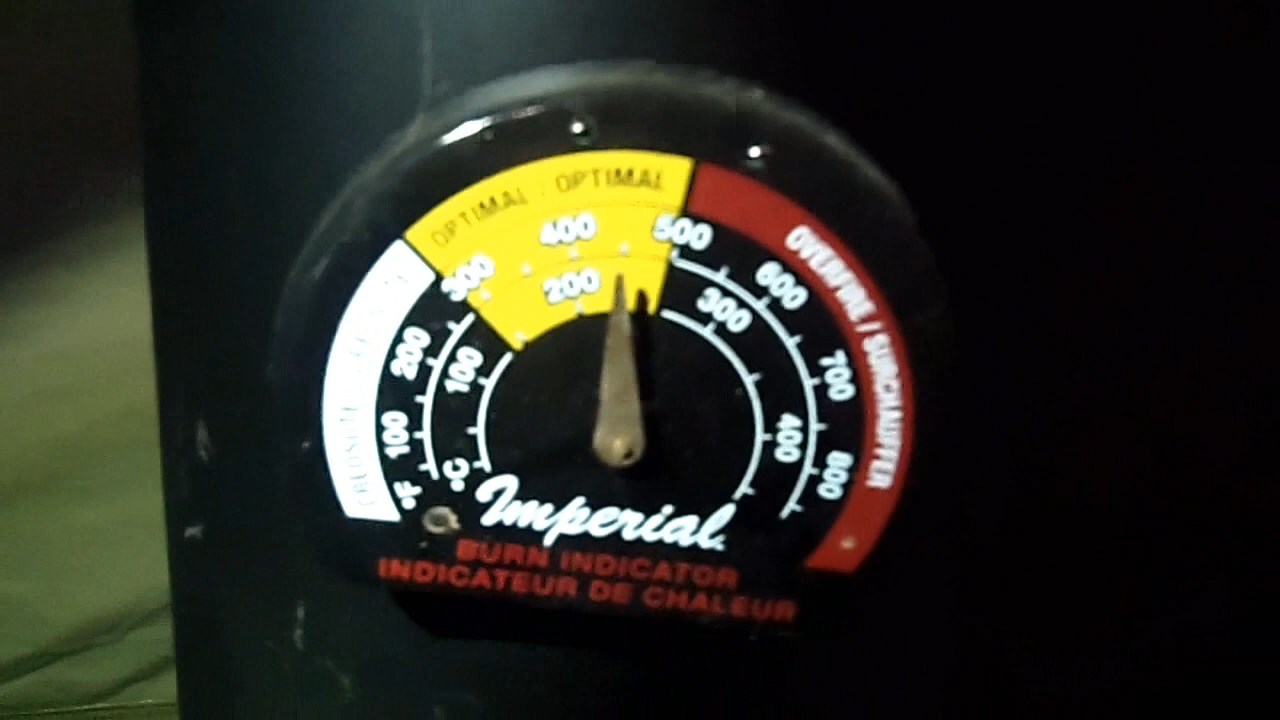 OPTIMAL / OPTIMAL
OVERFIRE / SURCHAUFFER
100 200 300 400 500 600 700 800
°F
100 200 300 400
°C
Imperial
BURN INDICATOR
INDICATEUR DE CHALEUR